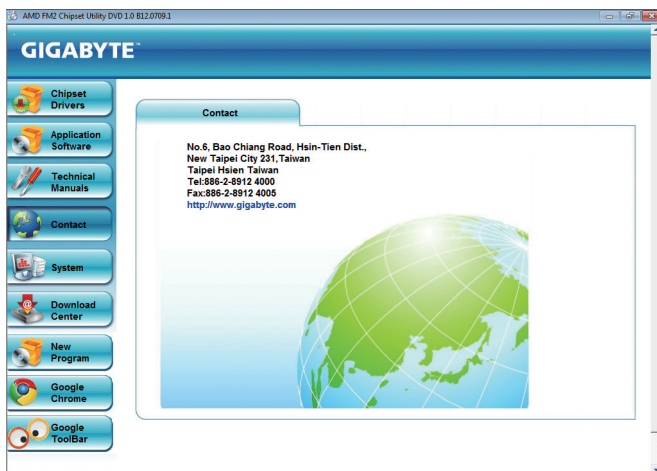 AMD FM2 Chipset Utility DVD 1.0 B12.0709.1
GIGABYTE™
Chipset
Drivers
Application
Software
Technical
Manuals
Contact
System
Download
Center
New
Program
Google
Chrome
Google
ToolBar
Contact
No.6, Bao Chiang Road, Hsin-Tien Dist.,
New Taipei City 231,Taiwan
Taipei Hsien Taiwan
Tel:886-2-8912 4000
Fax:886-2-8912 4005
http://www.gigabyte.com